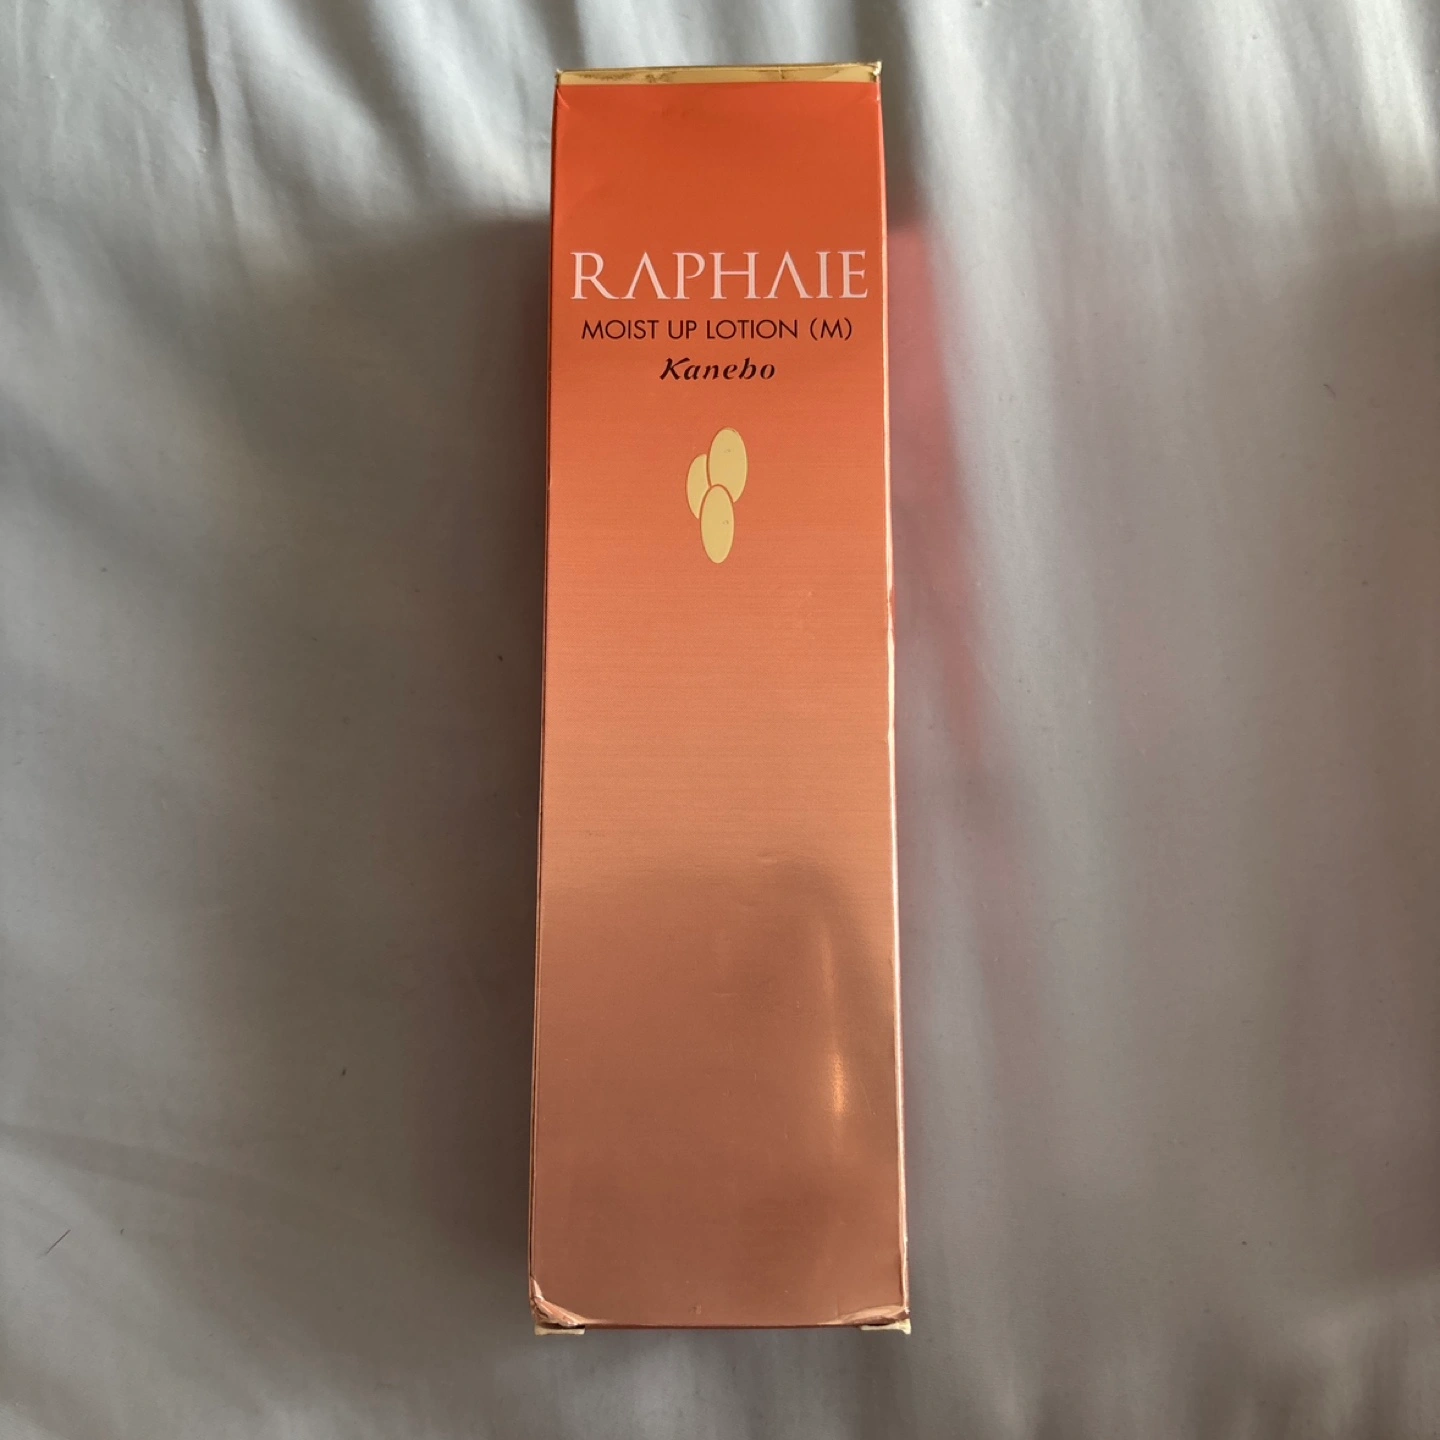 RAPHAIE
MOIST UP LOTION (M)
Kanebo